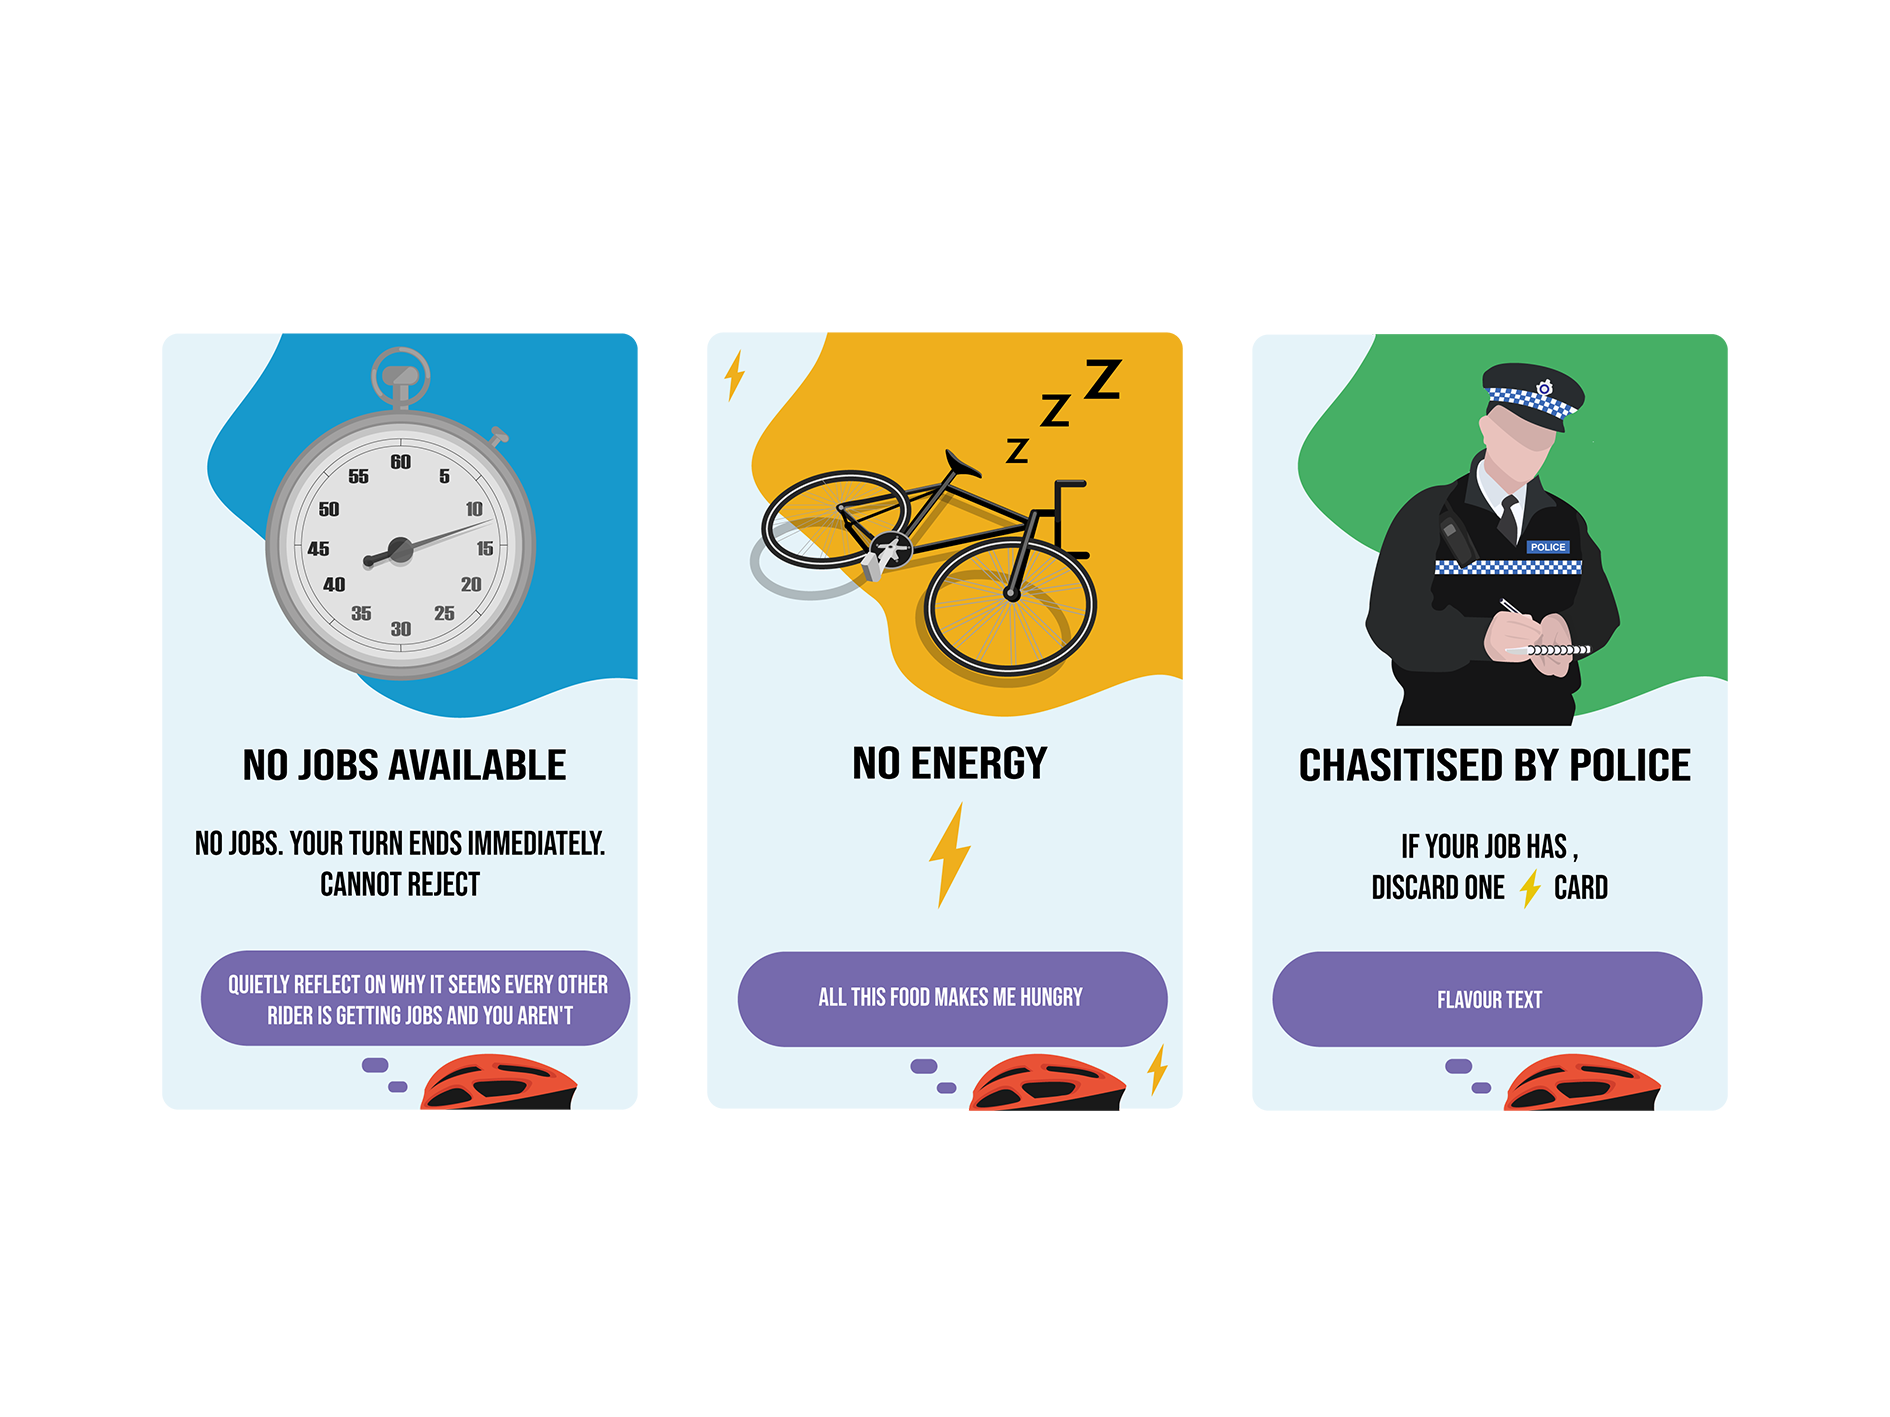 60
55
5
50
10
45
15
40
20
35
25
30
NO JOBS AVAILABLE
NO JOBS. YOUR TURN ENDS IMMEDIATELY.
CANNOT REJECT
QUIETLY REFLECT ON WHY IT SEEMS EVERY OTHER
RIDER IS GETTING JOBS AND YOU AREN'T
Z
Z
Z
NO ENERGY
ALL THIS FOOD MAKES ME HUNGRY
POLICE
CHASITISED BY POLICE
IF YOUR JOB HAS ,
DISCARD ONE CARD
FLAVOUR TEXT